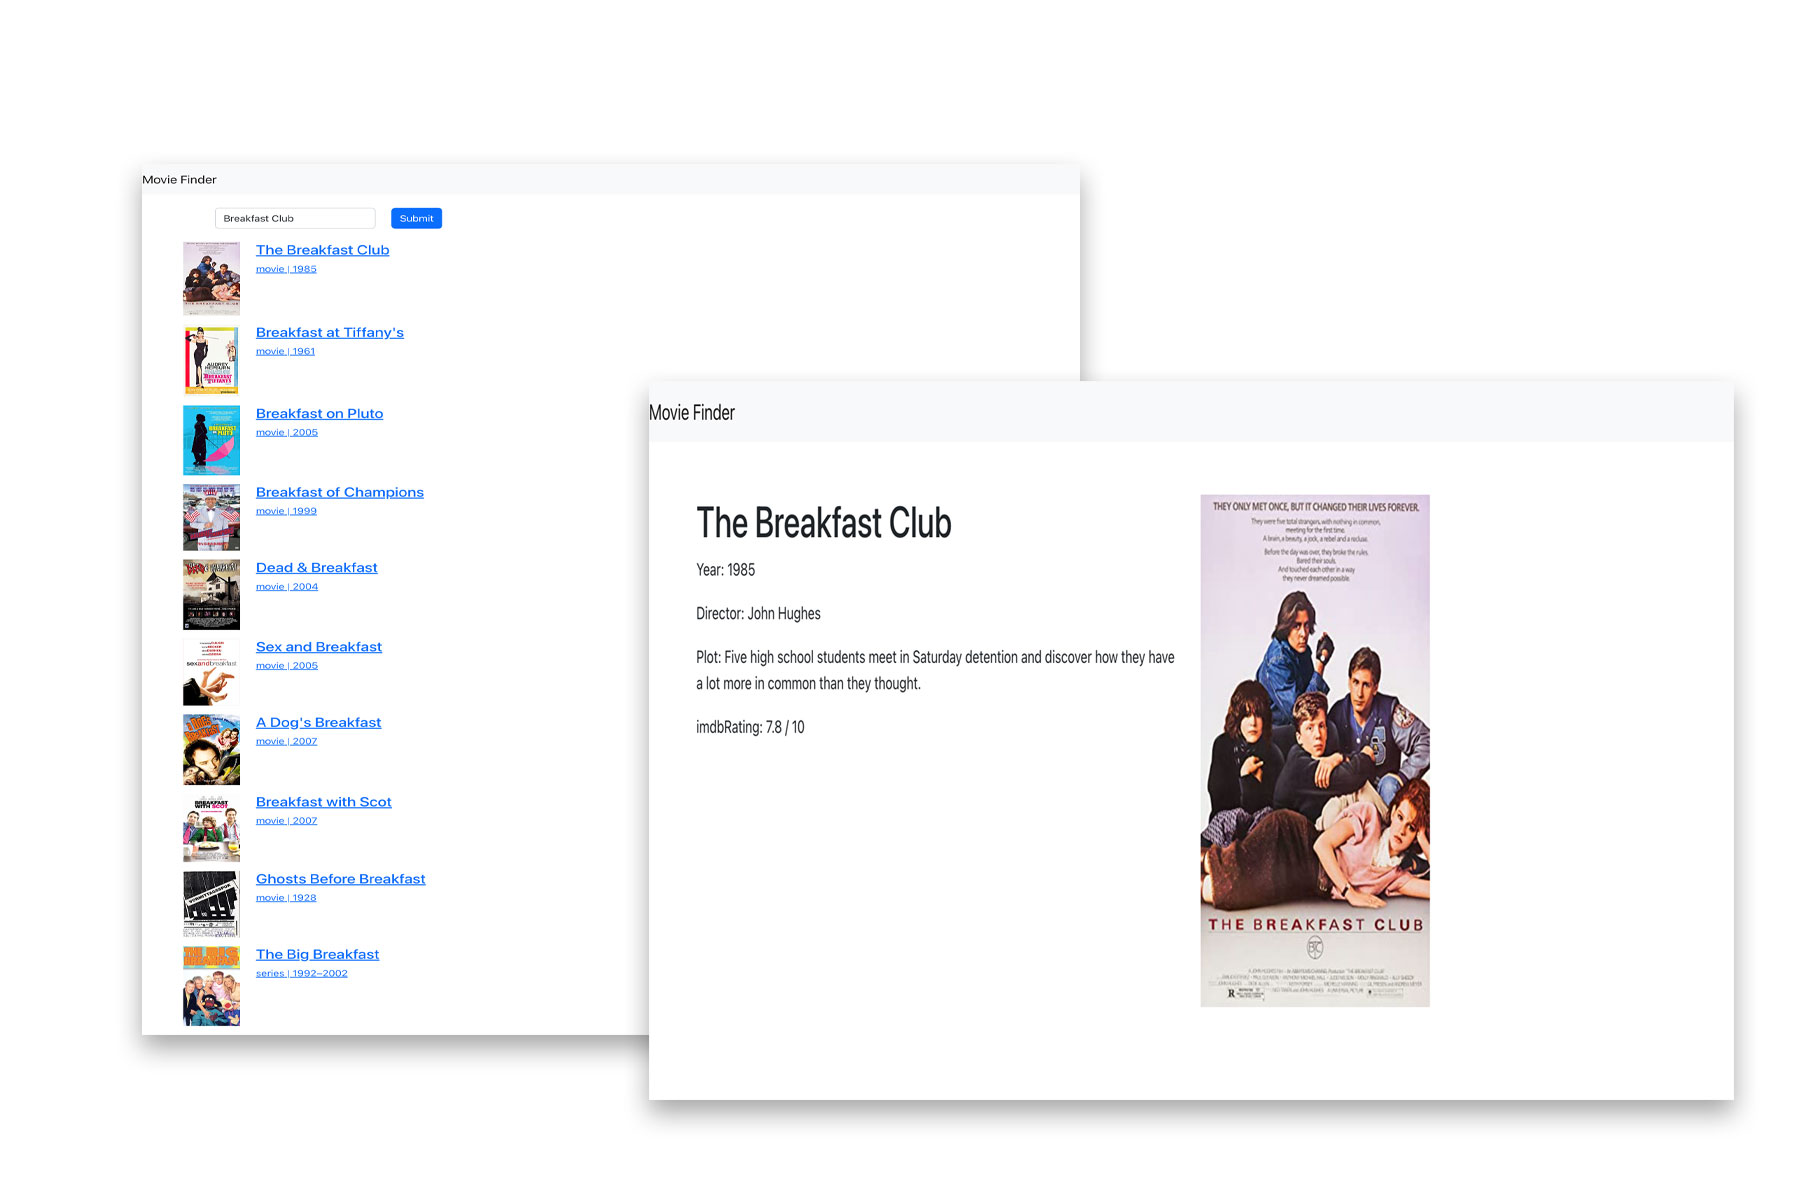 Movie Finder
Breakfast Club
Submit
The Breakfast Club
movie | 1985
Breakfast at Tiffany's
movie | 1961
Breakfast on Pluto
movie | 2005
Breakfast of Champions
movie | 1999
Dead & Breakfast
movie | 2004
Sex and Breakfast
movie | 2005
sexandbreakfast
A Dog's Breakfast
movie | 2007
Breakfast with Scot
movie | 2007
BREAKFAST
WITH SCOT
Ghosts Before Breakfast
movie | 1928
The Big Breakfast
series | 1992–2002
Movie Finder
The Breakfast Club
Year: 1985
Director: John Hughes
Plot: Five high school students meet in Saturday detention and discover how they have
a lot more in common than they thought.
imdbRating: 7.8 / 10
THEY ONLY MET ONCE, BUT IT CHANGED THEIR LIVES FOREVER.
They were five total strangers, with nothing in common,
meeting for the first time.
A brain, a beauty, a jock, a rebel and a recluse.
Before the day was over, they broke the rules.
Bared their souls.
And touched each other in a way
they never dreamed possible.
THE BREAKFAST CLUB
R